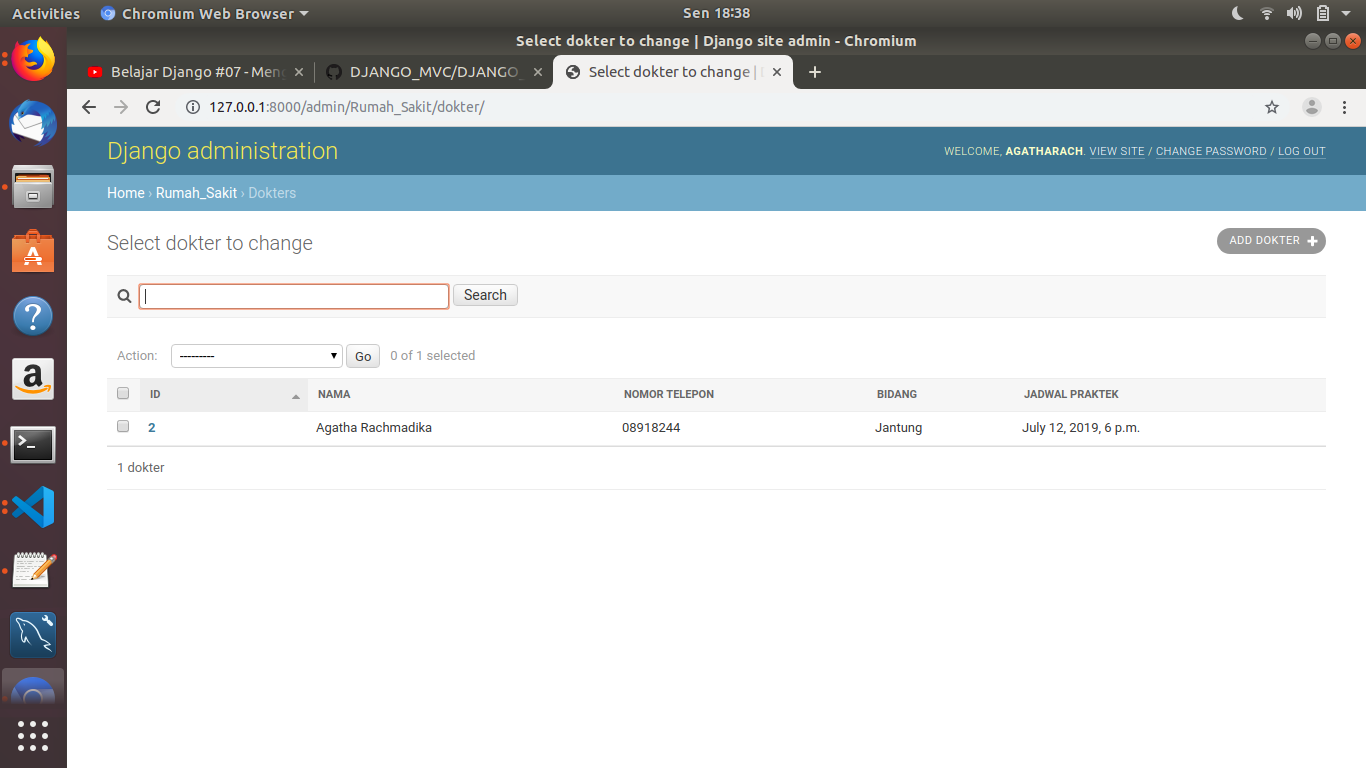 Activities Chromium Web Browser Sen 18:38
Select dokter to change | Django site admin - Chromium
Belajar Django #07 - Meng DJANGO_MVC/DJANGO_ Select dokter to change |
127.0.0.1:8000/admin/Rumah_Sakit/dokter/
Django administration WELCOME, AGATHARACH. VIEW SITE / CHANGE PASSWORD / LOG OUT
Home › Rumah_Sakit › Dokters
Select dokter to change ADD DOKTER +
Search
Action: --------- Go 0 of 1 selected
ID NAMA NOMOR TELEPON BIDANG JADWAL PRAKTEK
2 Agatha Rachmadika 08918244 Jantung July 12, 2019, 6 p.m.
1 dokter